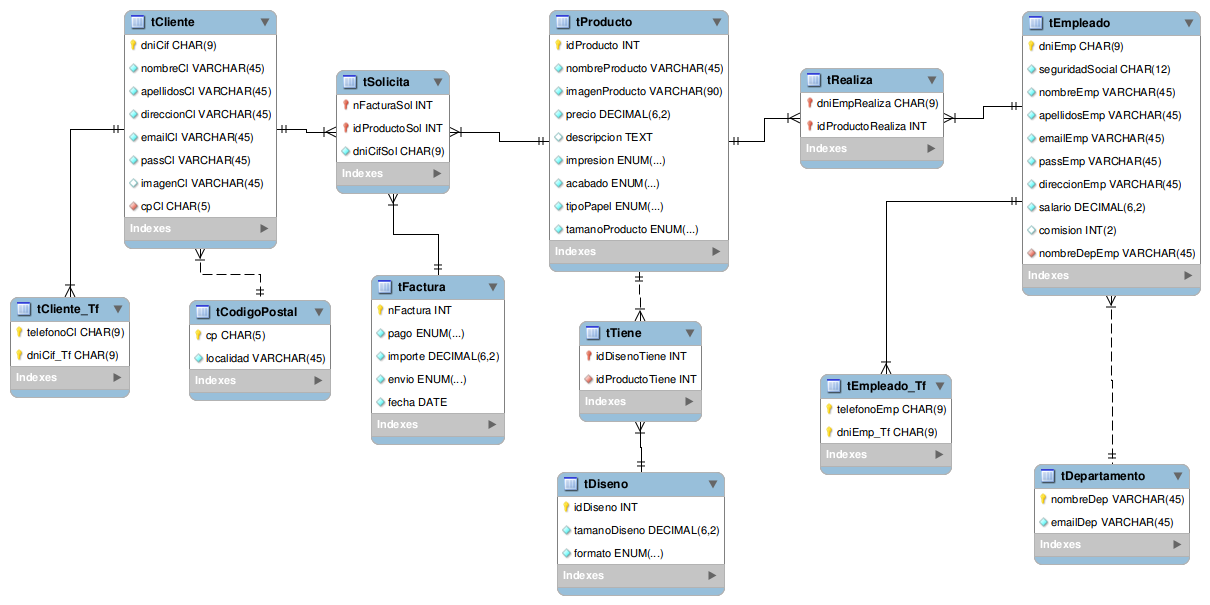 tCliente
dniCif CHAR(9)
nombreCl VARCHAR(45)
apellidosCl VARCHAR(45)
direccionCl VARCHAR(45)
emailCl VARCHAR(45)
passCl VARCHAR(45)
imagenCl VARCHAR(45)
cpCl CHAR(5)
Indexes
tSolicita
nFacturaSol INT
idProductoSol INT
dniCifSol CHAR(9)
Indexes
tProducto
idProducto INT
nombreProducto VARCHAR(45)
imagenProducto VARCHAR(90)
precio DECIMAL(6,2)
descripcion TEXT
impresion ENUM(...)
acabado ENUM(...)
tipoPapel ENUM(...)
tamanoProducto ENUM(...)
Indexes
tRealiza
dniEmpRealiza CHAR(9)
idProductoRealiza INT
Indexes
tEmpleado
dniEmp CHAR(9)
seguridadSocial CHAR(12)
nombreEmp VARCHAR(45)
apellidosEmp VARCHAR(45)
emailEmp VARCHAR(45)
passEmp VARCHAR(45)
direccionEmp VARCHAR(45)
salario DECIMAL(6,2)
comision INT(2)
nombreDepEmp VARCHAR(45)
Indexes
tCliente_Tf
telefonoCl CHAR(9)
dniCif_Tf CHAR(9)
Indexes
tCodigoPostal
cp CHAR(5)
localidad VARCHAR(45)
Indexes
tFactura
nFactura INT
pago ENUM(...)
importe DECIMAL(6,2)
envio ENUM(...)
fecha DATE
Indexes
tTiene
idDisenoTiene INT
idProductoTiene INT
Indexes
tEmpleado_Tf
telefonoEmp CHAR(9)
dniEmp_Tf CHAR(9)
Indexes
tDiseno
idDiseno INT
tamanoDiseno DECIMAL(6,2)
formato ENUM(...)
Indexes
tDepartamento
nombreDep VARCHAR(45)
emailDep VARCHAR(45)
Indexes